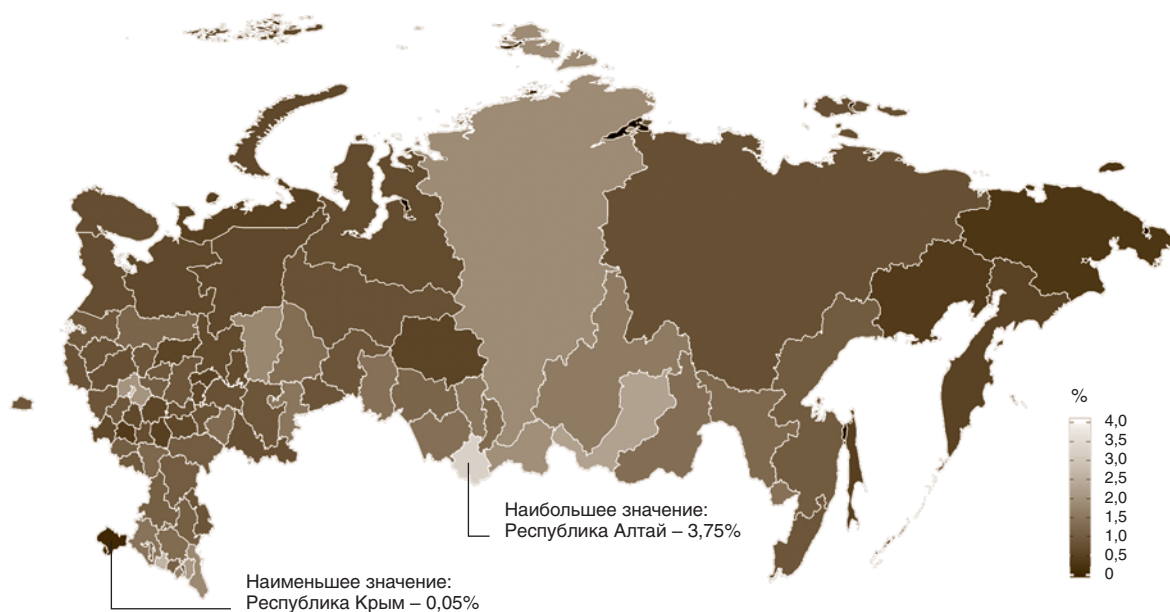 %
4,0
3,5
3,0
2,5
2,0
1,5
1,0
0,5
0
Наибольшее значение:
Республика Алтай – 3,75%
Наименьшее значение:
Республика Крым – 0,05%